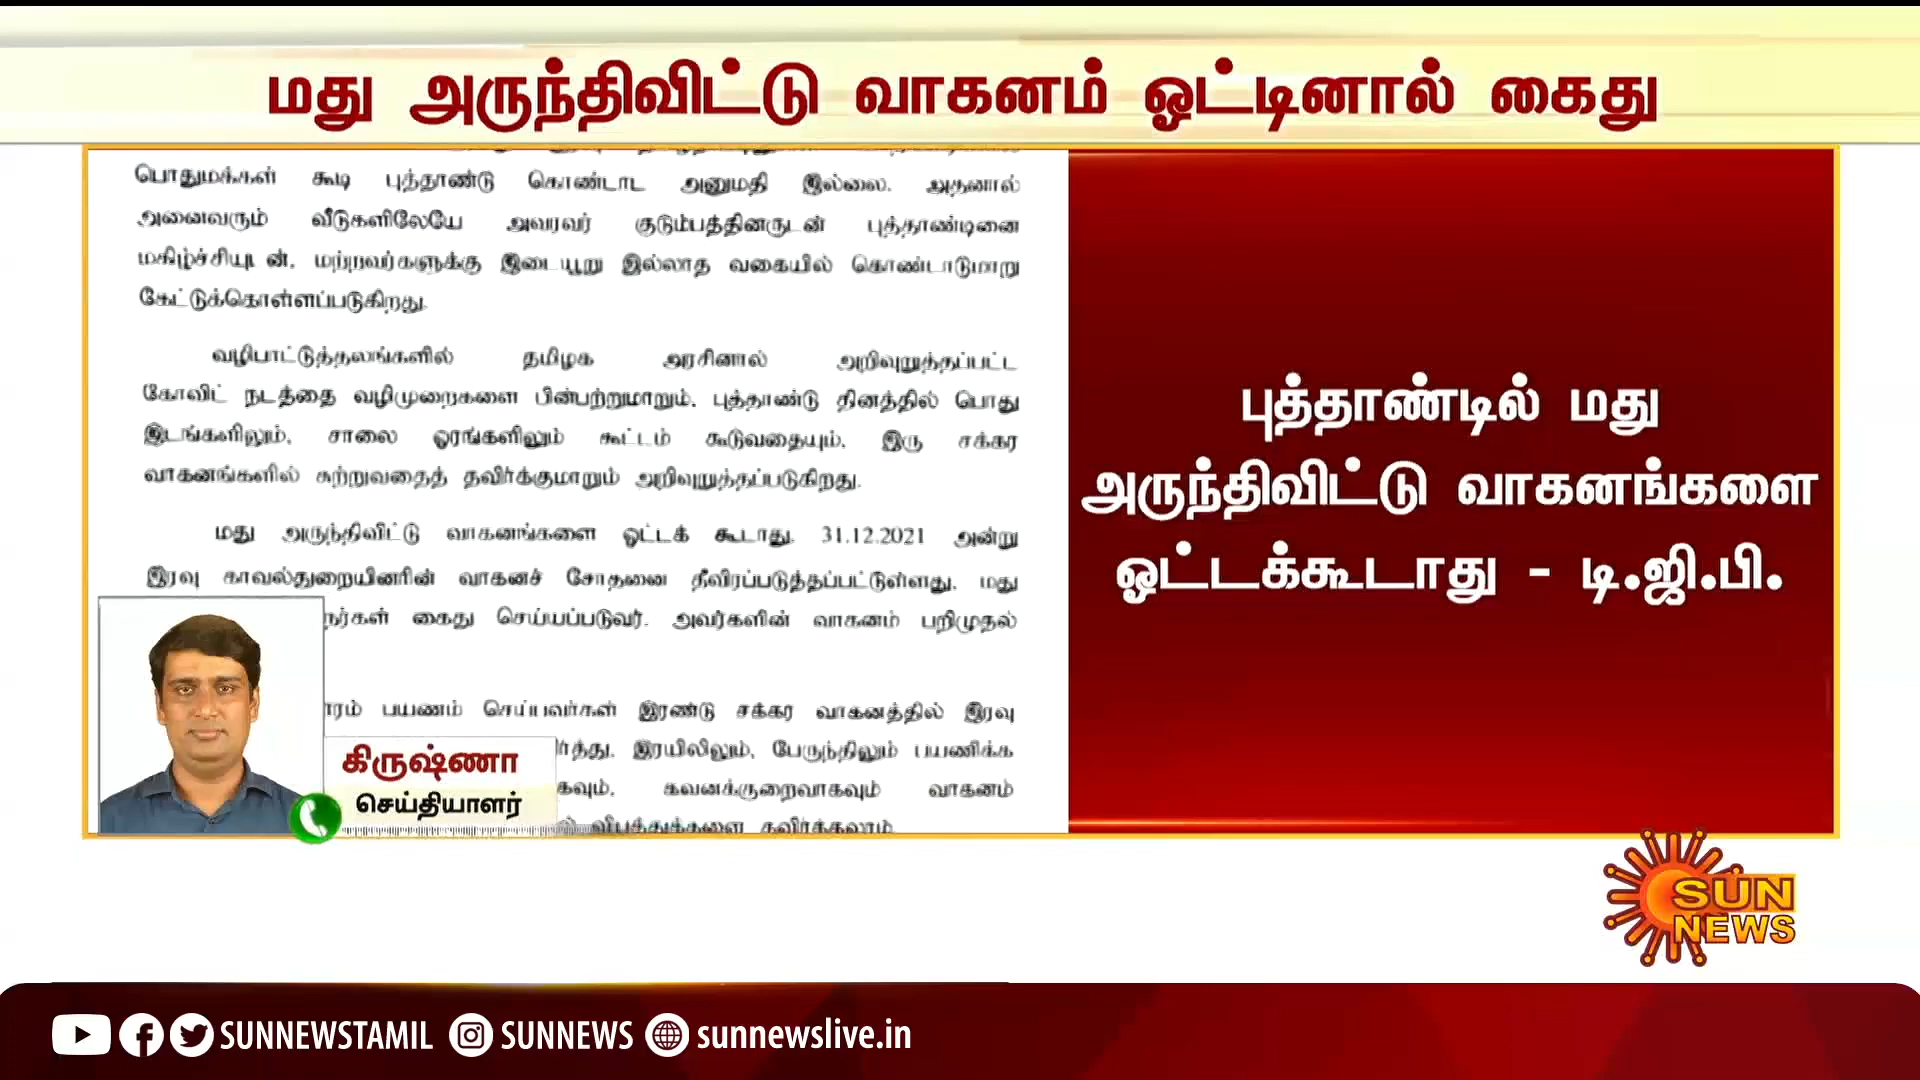 மது அருந்திவிட்டு வாகனம் ஓட்டினால் கைது
பொதுமக்கள் கூடி புத்தாண்டு கொண்டாட அனுமதி இல்லை. அதனால்
அனைவரும் வீடுகளிலேயே அவரவர் குடும்பத்தினருடன் புத்தாண்டினை
மகிழ்ச்சியுடன், மற்றவர்களுக்கு இடையூறு இல்லாத வகையில் கொண்டாடுமாறு
கேட்டுக்கொள்ளப்படுகிறது.
வழிபாட்டுத்தலங்களில் தமிழக அரசினால் அறிவுறுத்தப்பட்ட
கோவிட் நடத்தை வழிமுறைகளை பின்பற்றுமாறும், புத்தாண்டு தினத்தில் பொது
இடங்களிலும், சாலை ஓரங்களிலும் கூட்டம் கூடுவதையும், இரு சக்கர
வாகனங்களில் சுற்றுவதைத் தவிர்க்குமாறும் அறிவுறுத்தப்படுகிறது.
மது அருந்திவிட்டு வாகனங்களை ஓட்டக் கூடாது. 31.12.2021 அன்று
இரவு காவல்துறையினரின் வாகனச் சோதனை தீவிரப்படுத்தப்பட்டுள்ளது. மது
கைது செய்யப்படுவர். அவர்களின் வாகனம் பறிமுதல்
பயணம் செய்பவர்கள் இரண்டு சக்கர வாகனத்தில் இரவு
இரயிலிலும், பேருந்திலும் பயணிக்க
கவனக்குறைவாகவும் வாகனம்
விபத்துக்களை தவிர்க்கலாம்.
புத்தாண்டில் மது
அருந்திவிட்டு வாகனங்களை
ஓட்டக்கூடாது - டி.ஜி.பி.
கிருஷ்ணா
செய்தியாளர்
SUN
NEWS
SUNNEWSTAMIL SUNNEWS sunnewslive.in